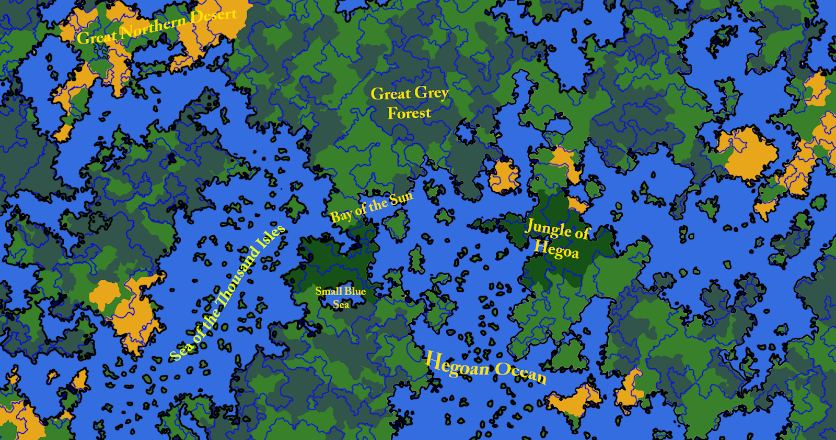 Great Northern Desert
Great Grey
Forest
Bay of the Sun
Jungle of
Hegoa
Sea of the Thousand Isles
Small Blue
Sea
Hegoan Ocean